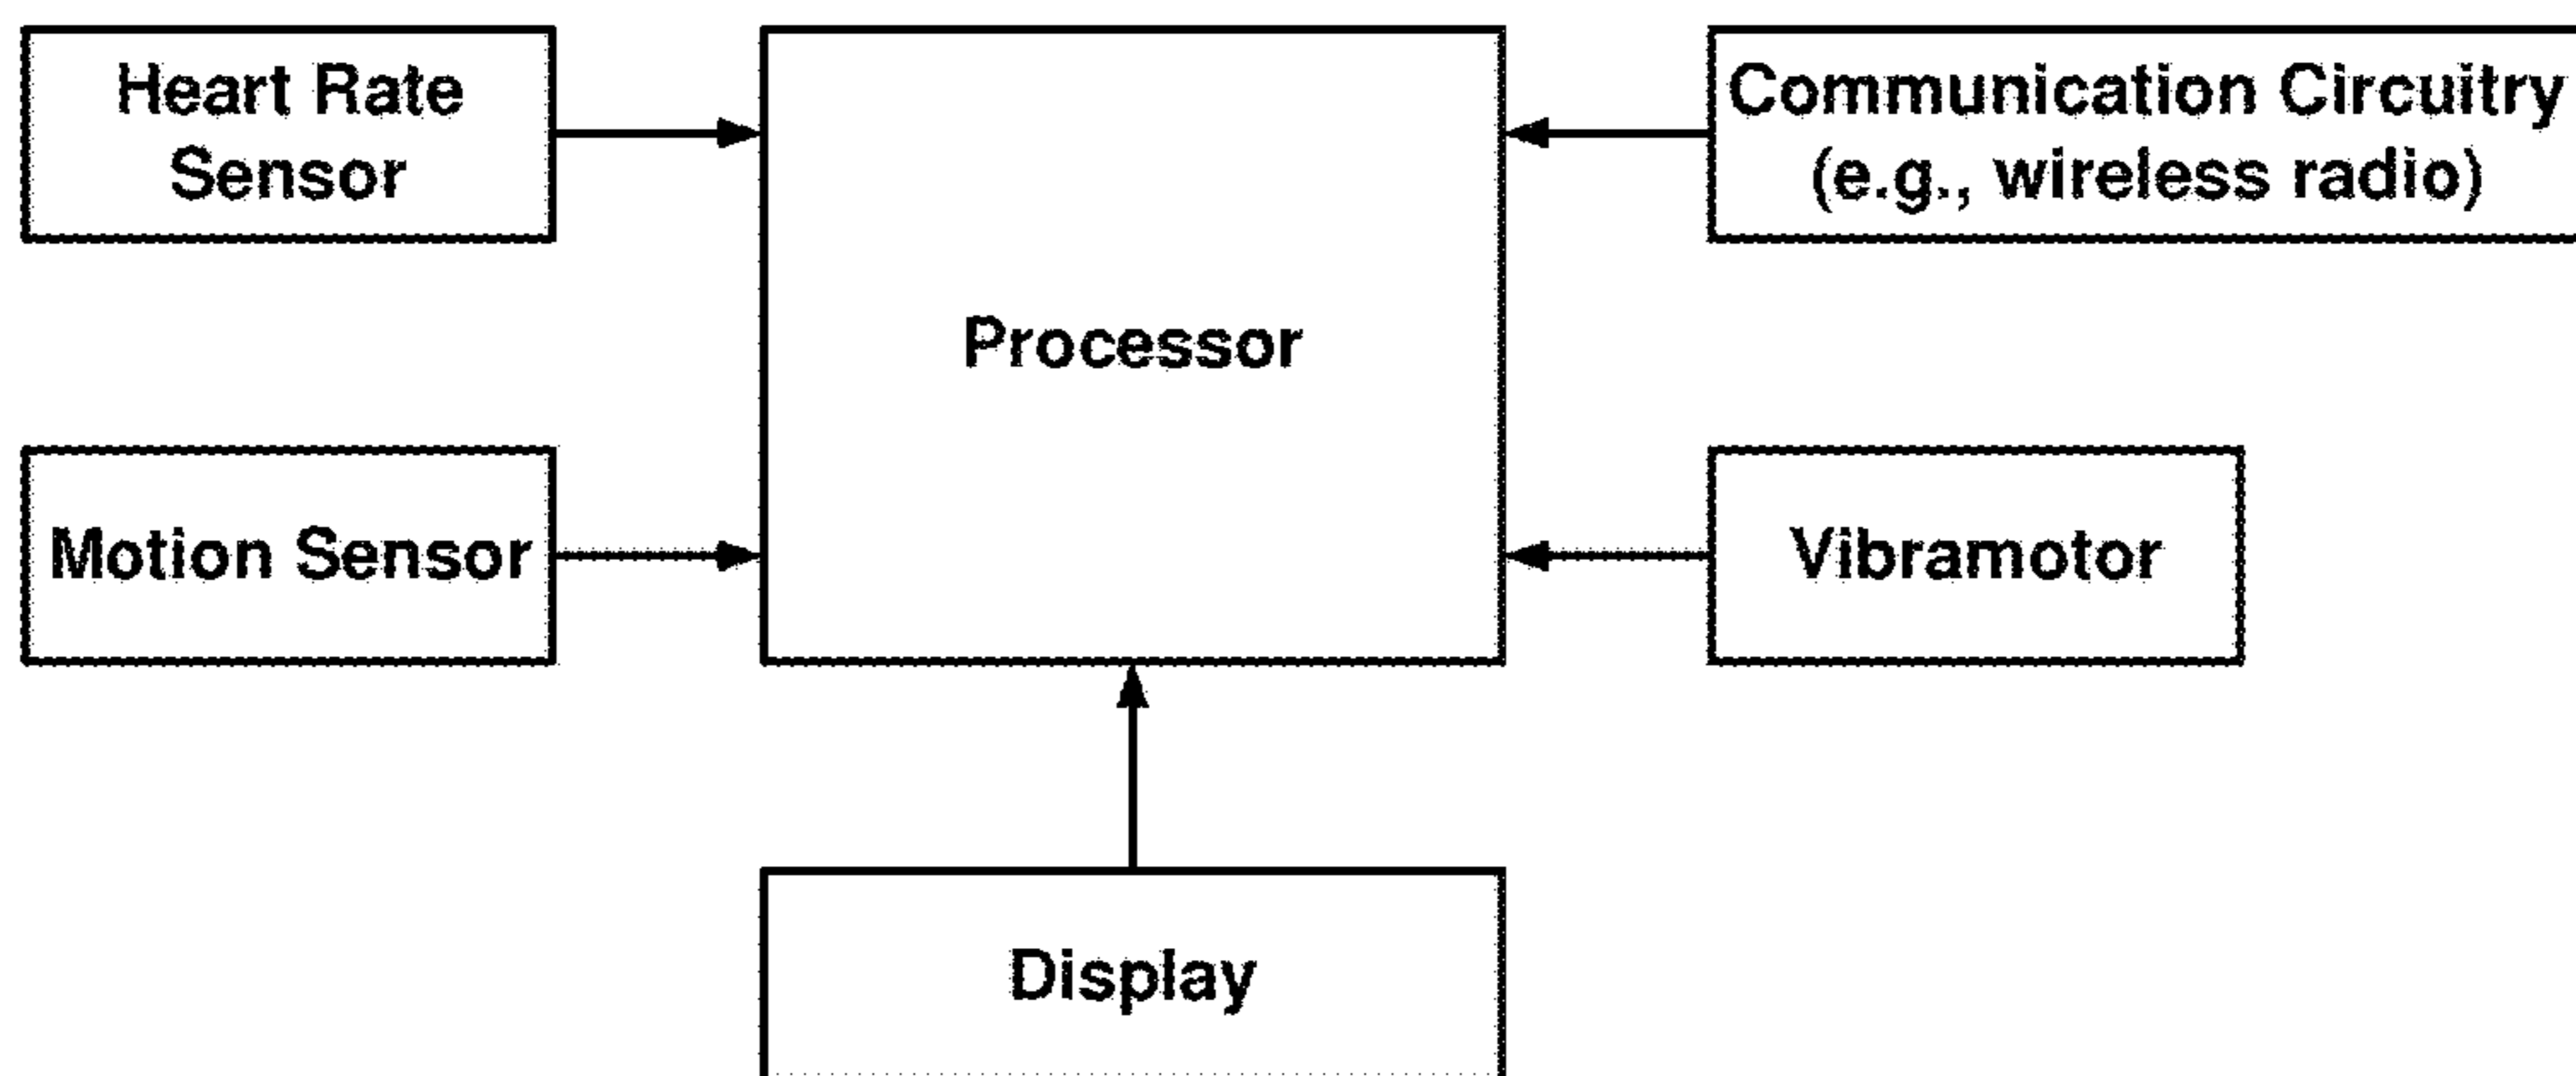 Heart Rate
Sensor
Processor
Communication Circuitry
(e.g., wireless radio)
Motion Sensor
Vibramotor
Display